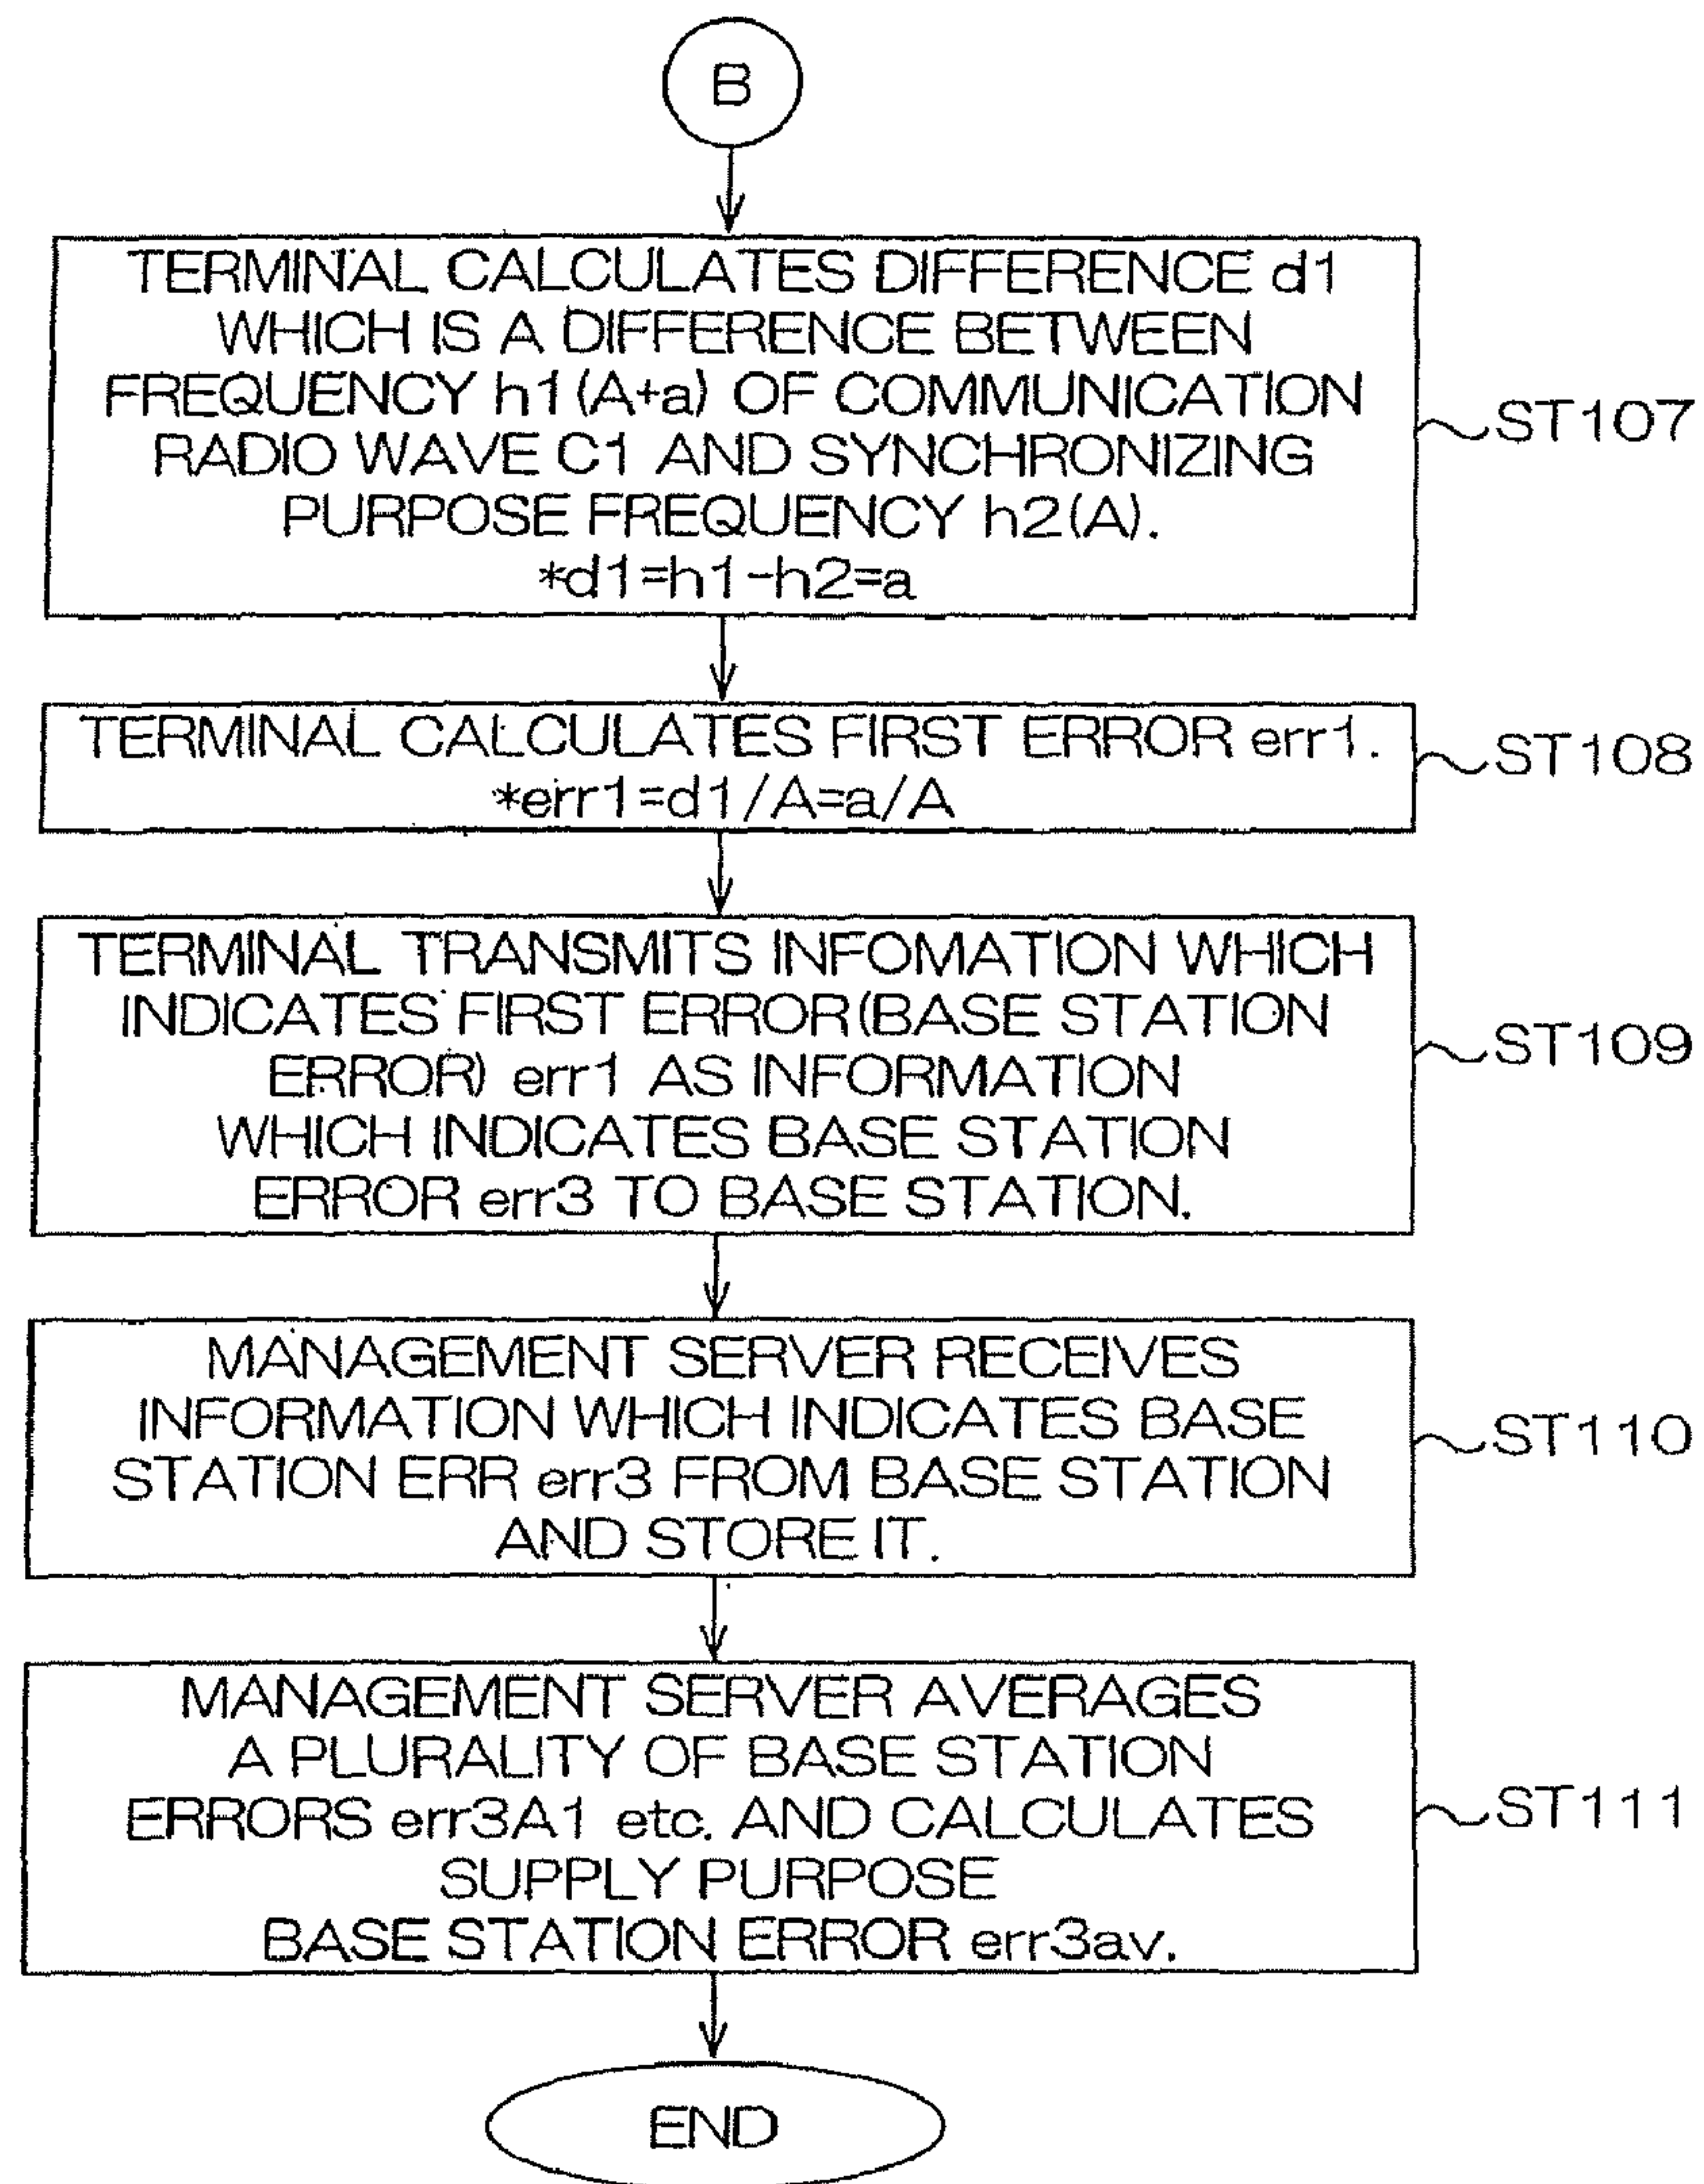 B
TERMINAL CALCULATES DIFFERENCE d1
WHICH IS A DIFFERENCE BETWEEN
FREQUENCY h1(A+a) OF COMMUNICATION
RADIO WAVE C1 AND SYNCHRONIZING
PURPOSE FREQUENCY h2(A).
*d1=h1-h2=a
ST107
TERMINAL CALCULATES FIRST ERROR err1.
*err1=d1/A=a/A
ST108
TERMINAL TRANSMITS INFOMATION WHICH
INDICATES FIRST ERROR(BASE STATION
ERROR) err1 AS INFORMATION
WHICH INDICATES BASE STATION
ERROR err3 TO BASE STATION.
ST109
MANAGEMENT SERVER RECEIVES
INFORMATION WHICH INDICATES BASE
STATION ERR err3 FROM BASE STATION
AND STORE IT.
ST110
MANAGEMENT SERVER AVERAGES
A PLURALITY OF BASE STATION
ERRORS err3A1 etc. AND CALCULATES
SUPPLY PURPOSE
BASE STATION ERROR err3av.
ST111
END